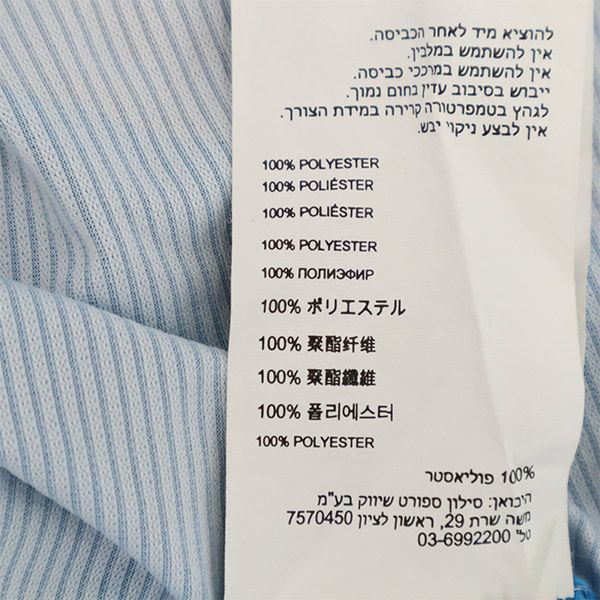 להוציא מיד לאחר הכביסה.
אין להשתמש במלבין.
אין להשתמש במרככי כביסה.
ייבוש בסיבוב עדין בחום נמוך.
לגהץ בטמפרטורה קרירה במידת הצורך.
אין לבצע ניקוי יבש.
100% POLYESTER
100% POLIÉSTER
100% POLIÉSTER
100% POLYESTER
100% ПОЛИЭФИР
100% ポリエステル
100% 聚酯纤维
100% 聚酯纖維
100% 폴리에스터
100% POLYESTER
100% פוליאסטר
היבואן: סילון ספורט שיווק בע"מ
משה שרת 29, ראשון לציון 7570450
טל' 03-6992200